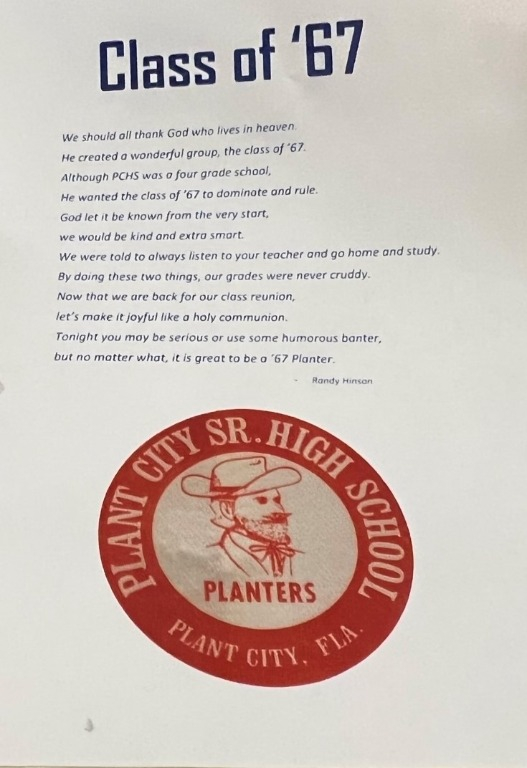 Class of '67
We should all thank God who lives in heaven.
He created a wonderful group, the class of '67.
Although PCHS was a four grade school,
He wanted the class of '67 to dominate and rule.
God let it be known from the very start,
we would be kind and extra smart.
We were told to always listen to your teacher and go home and study.
By doing these two things, our grades were never cruddy.
Now that we are back for our class reunion,
let's make it joyful like a holy communion.
Tonight you may be serious or use some humorous banter,
but no matter what, it is great to be a '67 Planter.
- Randy Hinson
PLANT CITY SR. HIGH SCHOOL
PLANTERS
PLANT CITY, FLA.